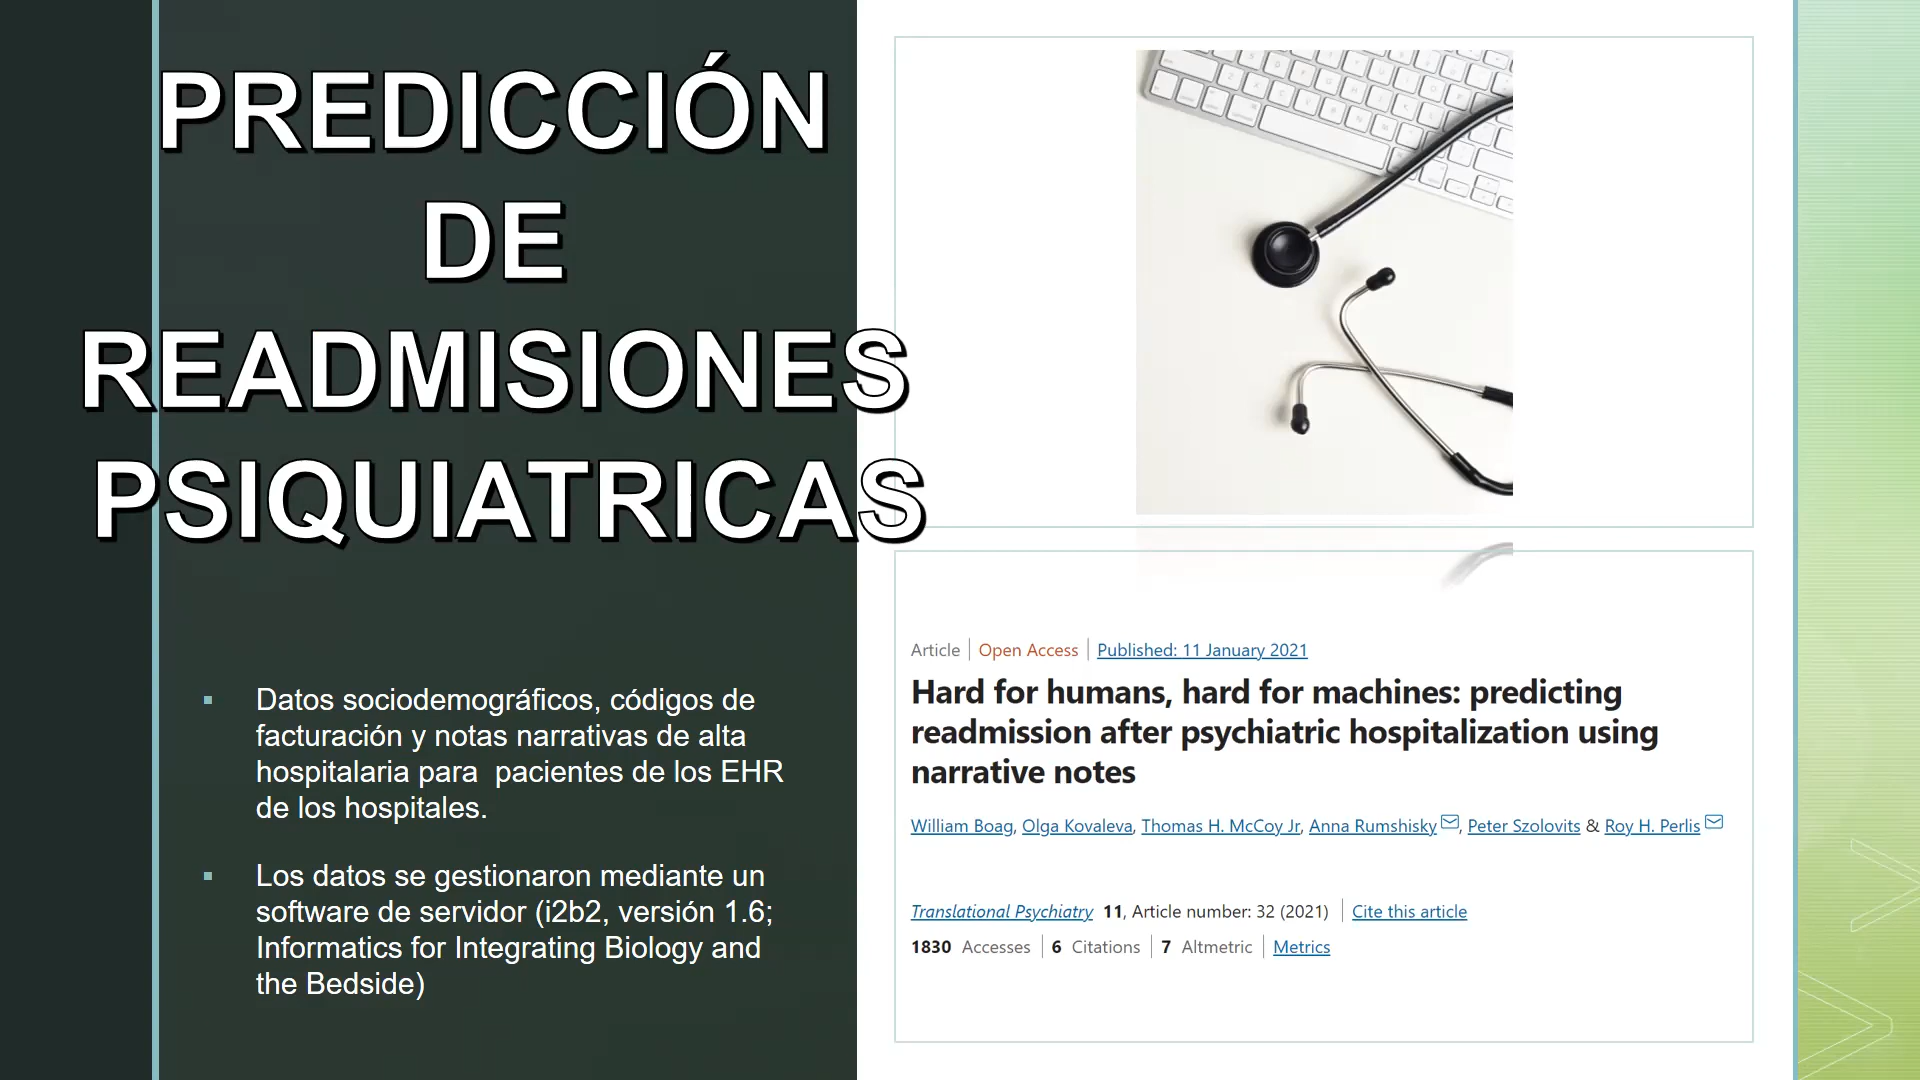 PREDICCIÓN
DE
READMISIONES
PSIQUIATRICAS
▪ Datos sociodemográficos, códigos de
facturación y notas narrativas de alta
hospitalaria para pacientes de los EHR
de los hospitales.
▪ Los datos se gestionaron mediante un
software de servidor (i2b2, versión 1.6;
Informatics for Integrating Biology and
the Bedside)
Article | Open Access | Published: 11 January 2021
Hard for humans, hard for machines: predicting
readmission after psychiatric hospitalization using
narrative notes
William Boag, Olga Kovaleva, Thomas H. McCoy Jr, Anna Rumshisky, Peter Szolovits & Roy H. Perlis
Translational Psychiatry 11, Article number: 32 (2021) | Cite this article
1830 Accesses | 6 Citations | 7 Altmetric | Metrics